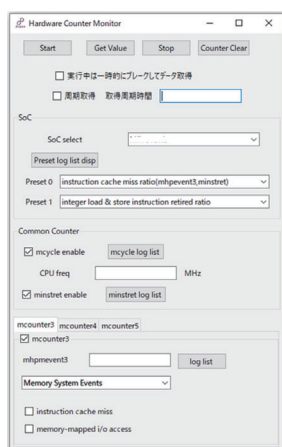 Hardware Counter Monitor
Start Get Value Stop Counter Clear
実行中は一時的にブレークしてデータ取得
周期取得 取得周期時間
SoC
SoC select
Preset log list disp
Preset 0 instruction cache miss ratio(mhpevent3,minstret)
Preset 1 integer load & store instruction retired ratio
Common Counter
mcycle enable mcycle log list
CPU freq MHz
minstret enable minstret log list
mcounter3 mcounter4 mcounter5
mcounter3
mhpmevent3 log list
Memory System Events
instruction cache miss
memory-mapped i/o access